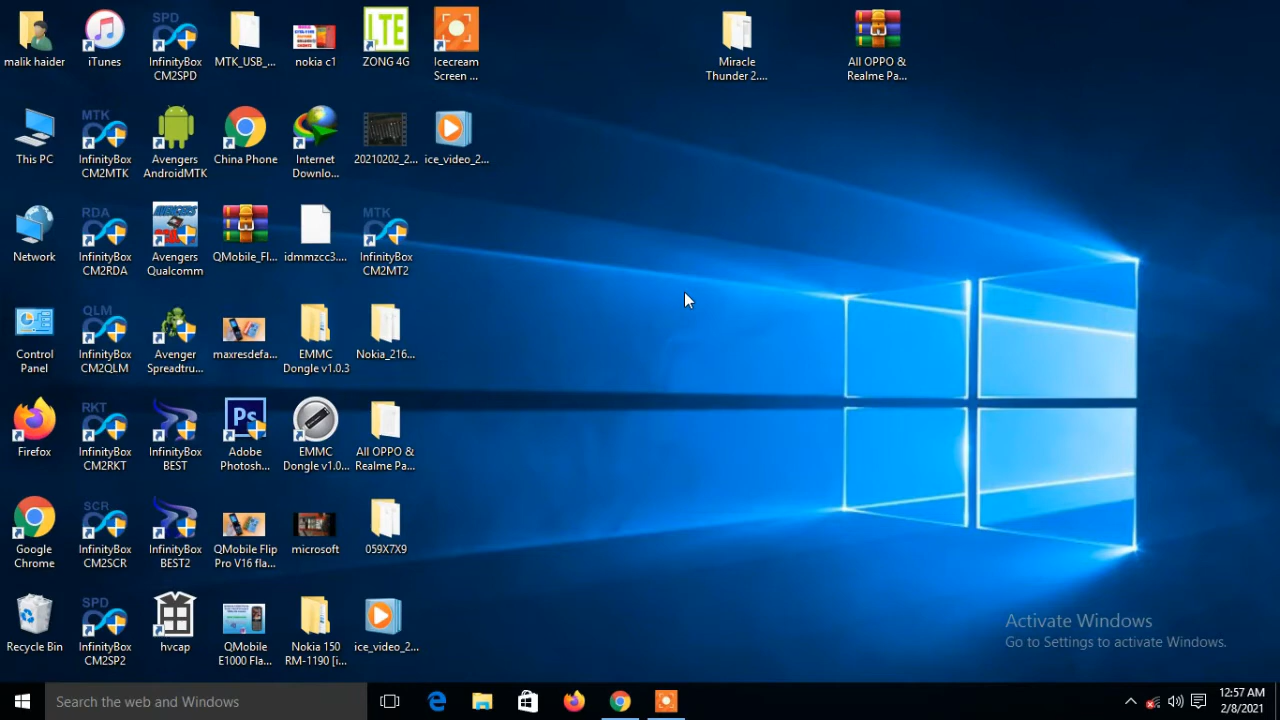 malik haider
iTunes
SPD
InfinityBox
CM2SPD
MTK_USB_...
nokia c1
LTE
ZONG 4G
Icecream
Screen ...
Miracle
Thunder 2....
All OPPO &
Realme Pa...
This PC
MTK
InfinityBox
CM2MTK
Avengers
AndroidMTK
China Phone
Internet
Downlo...
20210202_2...
ice_video_2...
Network
RDA
InfinityBox
CM2RDA
AVENGERS
Avengers
Qualcomm
QMobile_Fl...
idmmzcc3....
MTK
InfinityBox
CM2MT2
Control
Panel
QLM
InfinityBox
CM2QLM
Avenger
Spreadtru...
maxresdefa...
EMMC
Dongle v1.0.3
Nokia_216...
Firefox
RKT
InfinityBox
CM2RKT
InfinityBox
BEST
Ps
Adobe
Photosh...
EMMC
Dongle v1.0...
All OPPO &
Realme Pa...
Google
Chrome
SCR
InfinityBox
CM2SCR
InfinityBox
BEST2
QMobile Flip
Pro V16 fla...
microsoft
059X7X9
Recycle Bin
SPD
InfinityBox
CM2SP2
hvcap
QMobile
E1000 Fla...
Nokia 150
RM-1190 [i...
ice_video_2...
Activate Windows
Go to Settings to activate Windows.
Search the web and Windows
12:57 AM
2/8/2021